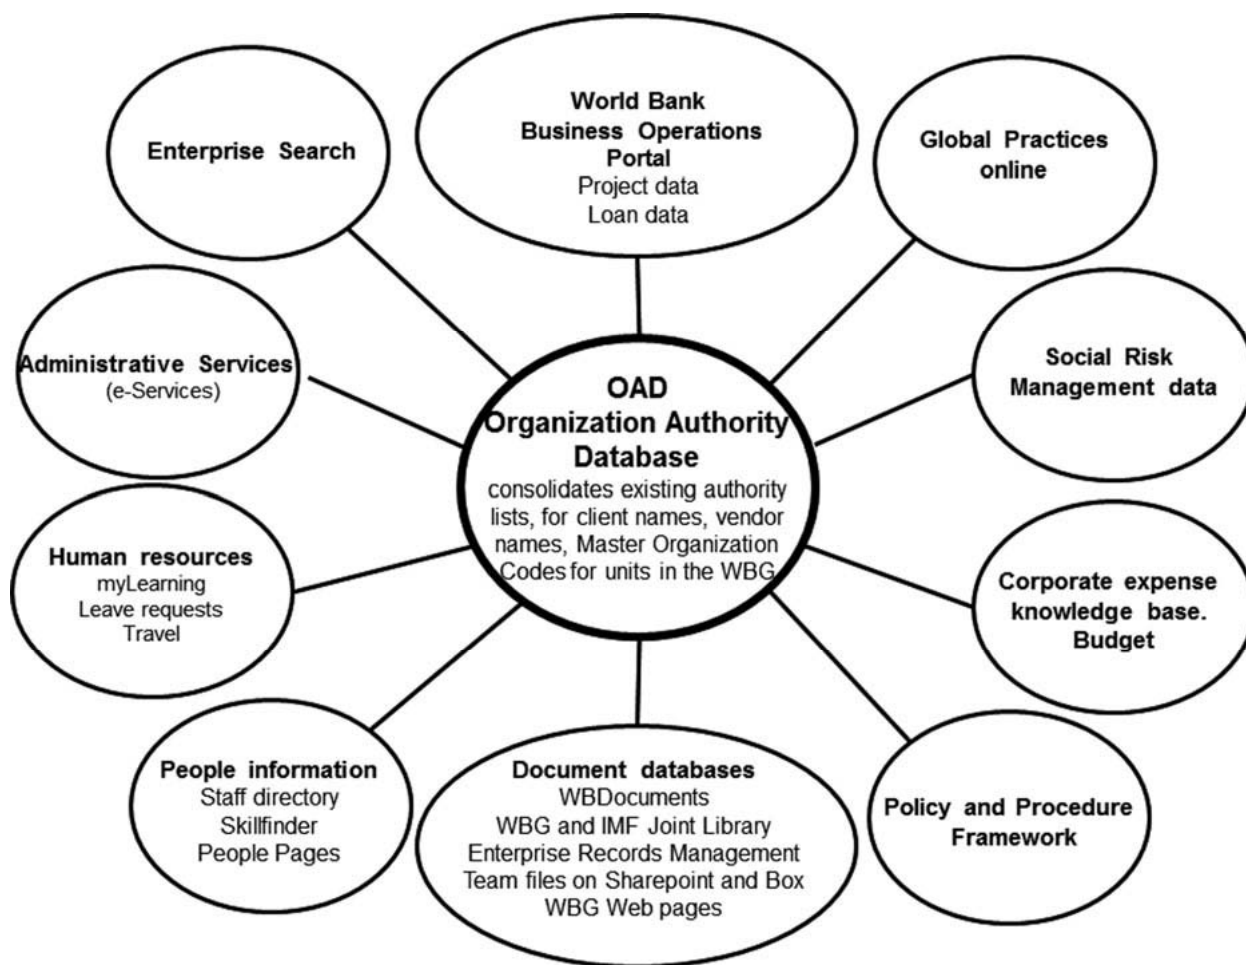 Enterprise Search
World Bank
Business Operations
Portal
Project data
Loan data
Global Practices
online
Administrative Services
(e-Services)
OAD
Organization Authority
Database
consolidates existing authority
lists, for client names, vendor
names, Master Organization
Codes for units in the WBG
Social Risk
Management data
Human resources
myLearning
Leave requests
Travel
Corporate expense
knowledge base.
Budget
People information
Staff directory
Skillfinder
People Pages
Document databases
WBDocuments
WBG and IMF Joint Library
Enterprise Records Management
Team files on Sharepoint and Box
WBG Web pages
Policy and Procedure
Framework